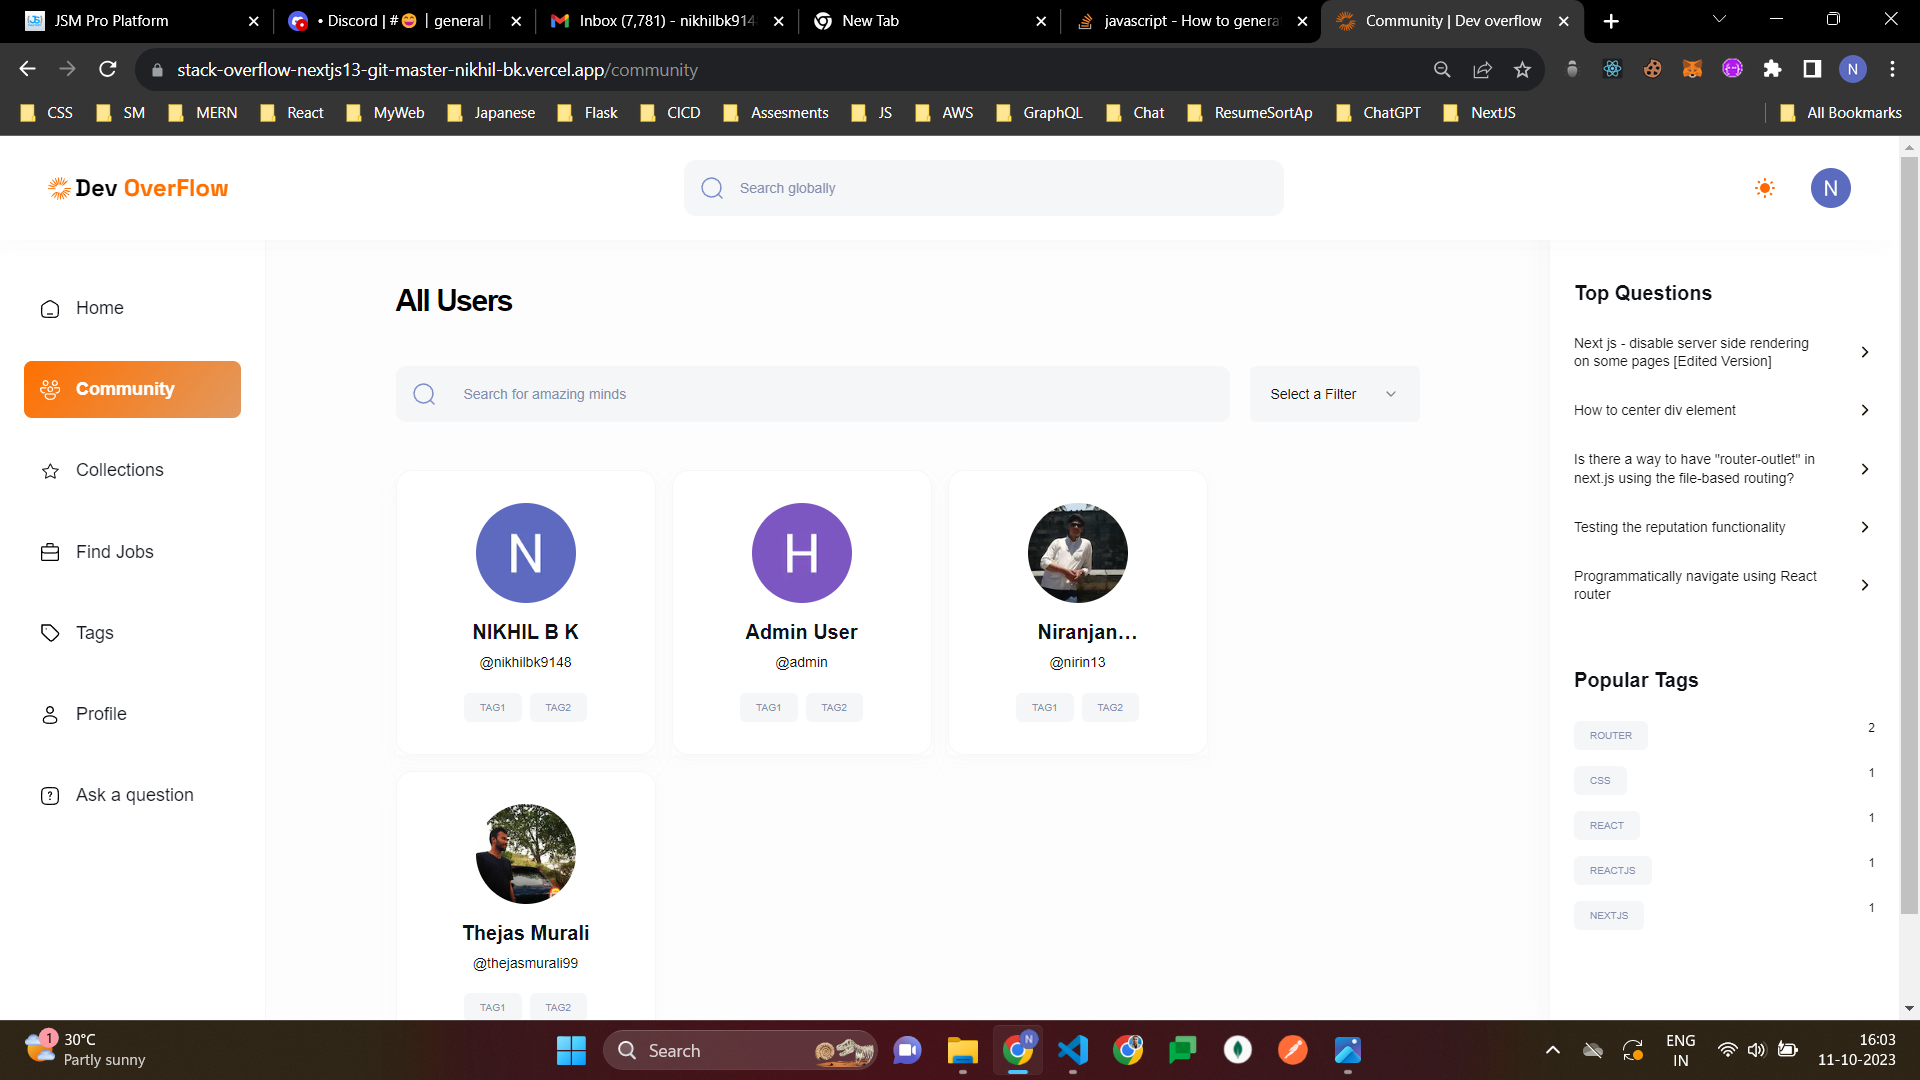 JSM Pro Platform
• Discord | #😊 | general |
Inbox (7,781) - nikhilbk914
New Tab
javascript - How to genera
Community | Dev overflow
stack-overflow-nextjs13-git-master-nikhil-bk.vercel.app/community
N
CSS
SM
MERN
React
MyWeb
Japanese
Flask
CICD
Assesments
JS
AWS
GraphQL
Chat
ResumeSortAp
ChatGPT
NextJS
All Bookmarks
Dev OverFlow
Search globally
N
Home
Community
Collections
Find Jobs
Tags
Profile
Ask a question
All Users
Search for amazing minds
Select a Filter
N
NIKHIL B K
@nikhilbk9148
TAG1
TAG2
H
Admin User
@admin
TAG1
TAG2
Niranjan...
@nirin13
TAG1
TAG2
Thejas Murali
@thejasmurali99
TAG1
TAG2
Top Questions
Next js - disable server side rendering
on some pages [Edited Version]
How to center div element
Is there a way to have "router-outlet" in
next.js using the file-based routing?
Testing the reputation functionality
Programmatically navigate using React
router
Popular Tags
ROUTER
2
CSS
1
REACT
1
REACTJS
1
NEXTJS
1
1
30°C
Partly sunny
Search
N
ENG
IN
16:03
11-10-2023